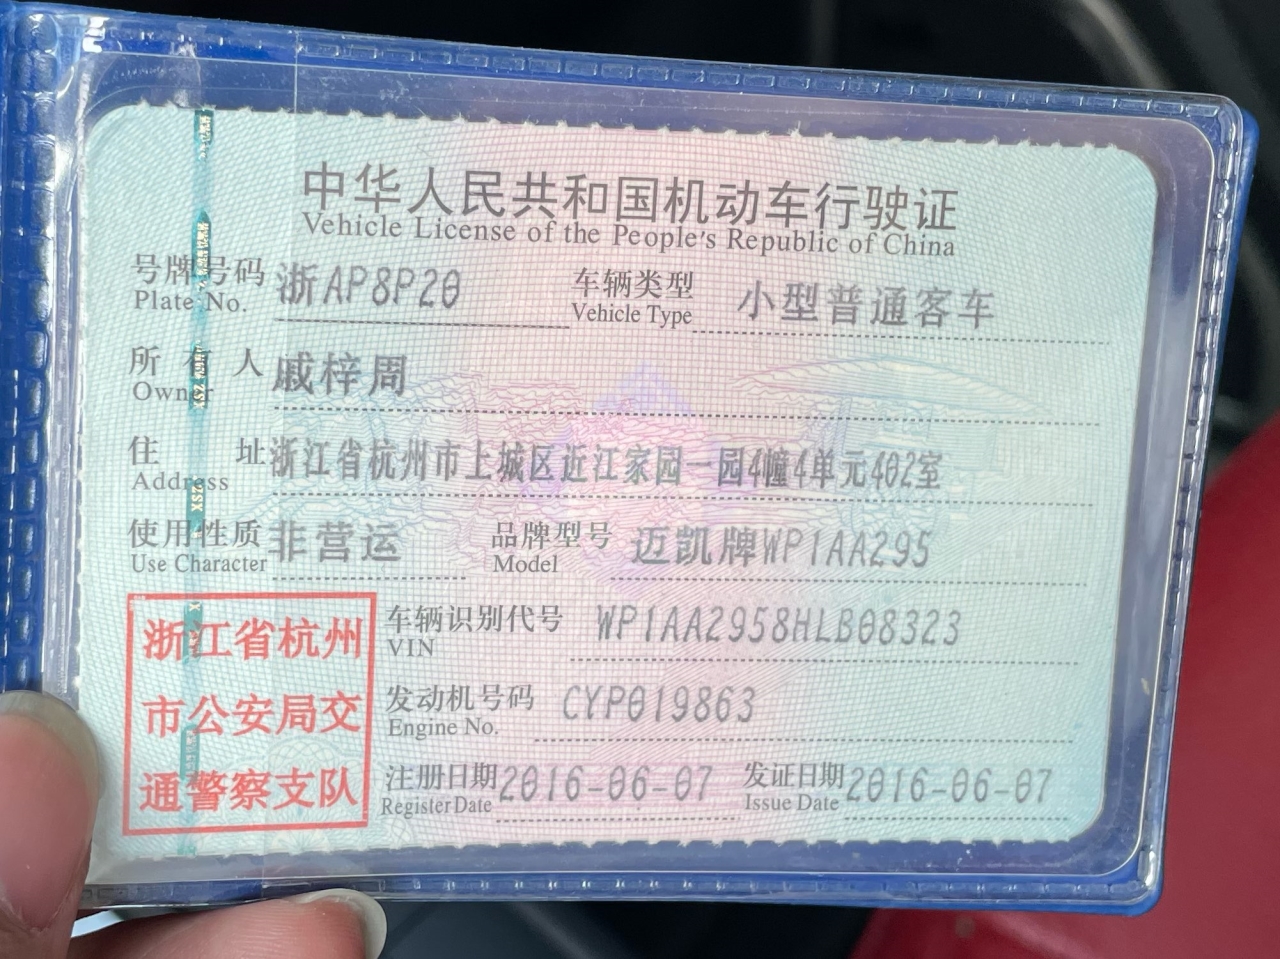 中华人民共和国机动车行驶证
Vehicle License of the People's Republic of China
号牌号码 浙AP8P20 车辆类型 小型普通客车
Plate No. Vehicle Type
所有人 戚梓周
Owner
住址 浙江省杭州市上城区近江家园一园4幢4单元402室
Address
使用性质 非营运 品牌型号 迈凯牌WP1AA295
Use Character Model
浙江省杭州
市公安局交
通警察支队
车辆识别代号 WP1AA2958HLB08323
VIN
发动机号码 CYP019863
Engine No.
注册日期 2016-06-07 发证日期 2016-06-07
Register Date Issue Date